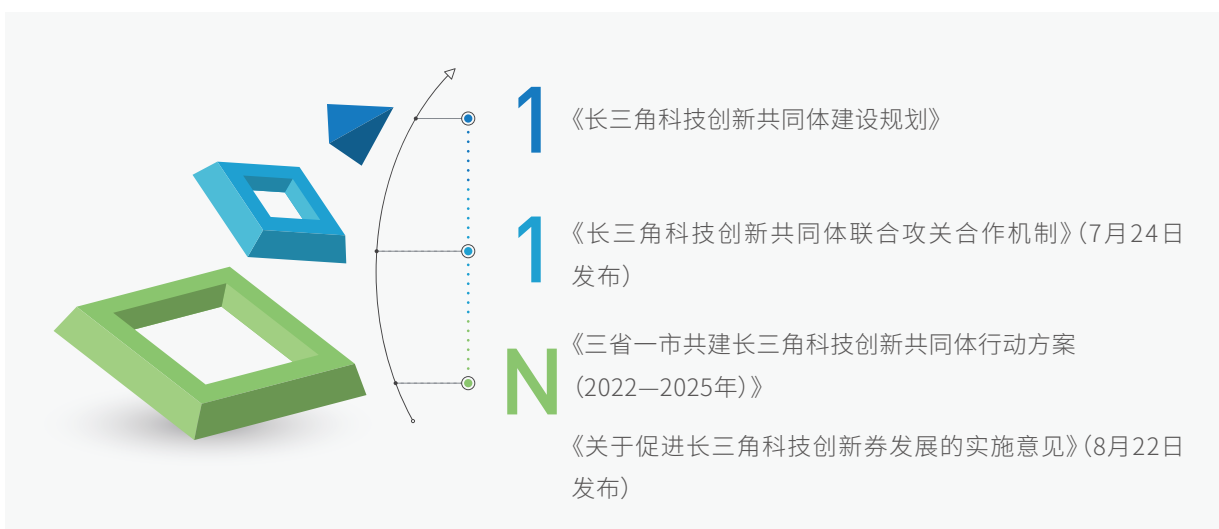 1
《长三角科技创新共同体建设规划》
1
《长三角科技创新共同体联合攻关合作机制》(7月24日
发布)
N
《三省一市共建长三角科技创新共同体行动方案
(2022—2025年)》
《关于促进长三角科技创新券发展的实施意见》(8月22日
发布)